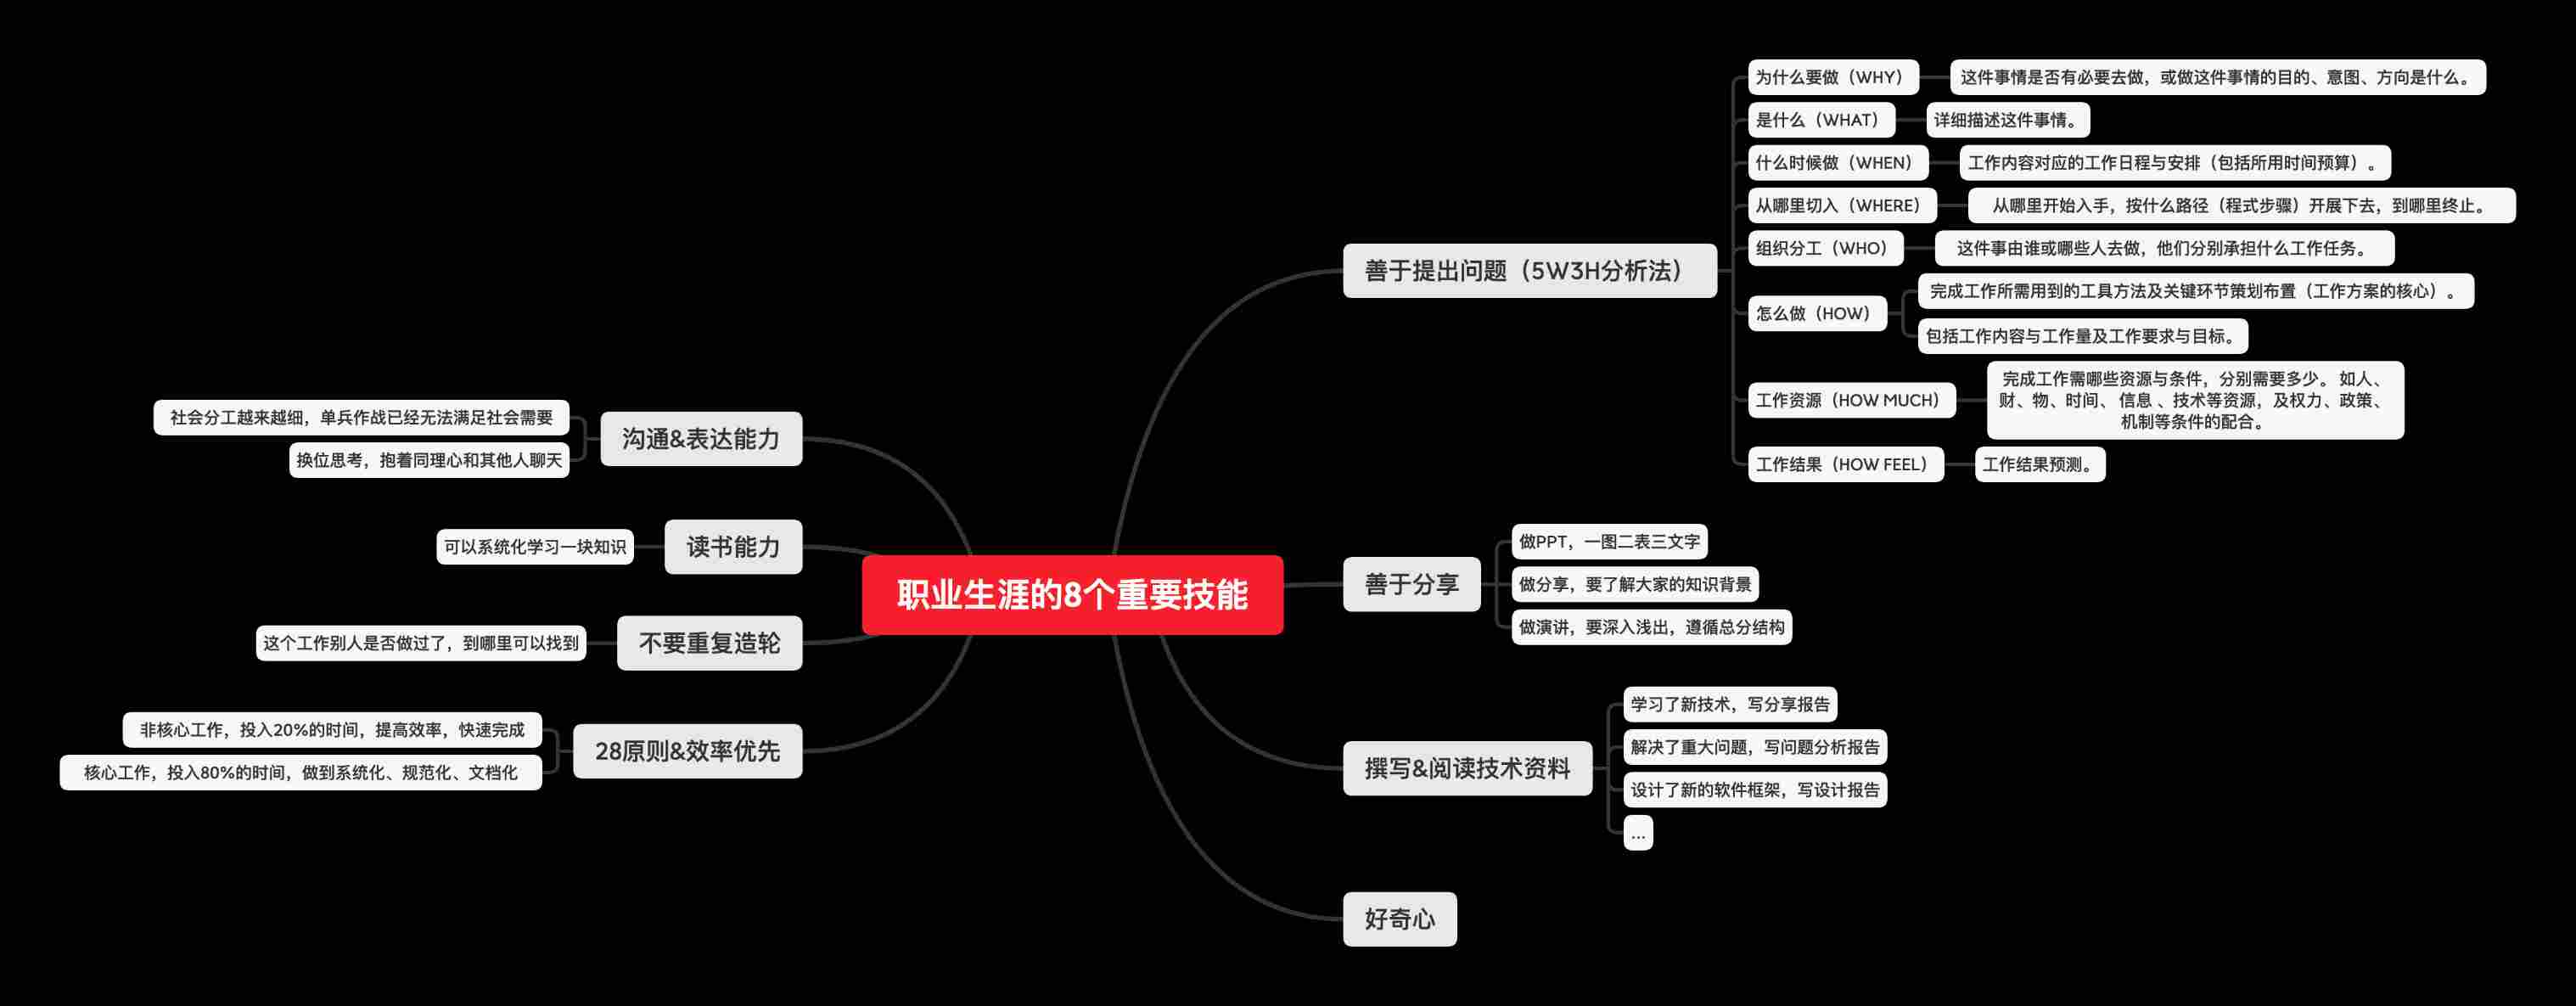 职业生涯的8个重要技能
善于提出问题（5W3H分析法）
为什么要做（WHY）
这件事情是否有必要去做，或做这件事情的目的、意图、方向是什么。
是什么（WHAT）
详细描述这件事情。
什么时候做（WHEN）
工作内容对应的工作日程与安排（包括所用时间预算）。
从哪里切入（WHERE）
从哪里开始入手，按什么路径（程式步骤）开展下去，到哪里终止。
组织分工（WHO）
这件事由谁或哪些人去做，他们分别承担什么工作任务。
怎么做（HOW）
完成工作所需用到的工具方法及关键环节策划布置（工作方案的核心）。
包括工作内容与工作量及工作要求与目标。
工作资源（HOW MUCH）
完成工作需哪些资源与条件，分别需要多少。 如人、
财、物、时间、 信息 、技术等资源，及权力、政策、
机制等条件的配合。
工作结果（HOW FEEL）
工作结果预测。
善于分享
做PPT，一图二表三文字
做分享，要了解大家的知识背景
做演讲，要深入浅出，遵循总分结构
撰写&阅读技术资料
学习了新技术，写分享报告
解决了重大问题，写问题分析报告
设计了新的软件框架，写设计报告
...
好奇心
沟通&表达能力
社会分工越来越细，单兵作战已经无法满足社会需要
换位思考，抱着同理心和其他人聊天
读书能力
可以系统化学习一块知识
不要重复造轮
这个工作别人是否做过了，到哪里可以找到
28原则&效率优先
非核心工作，投入20%的时间，提高效率，快速完成
核心工作，投入80%的时间，做到系统化、规范化、文档化